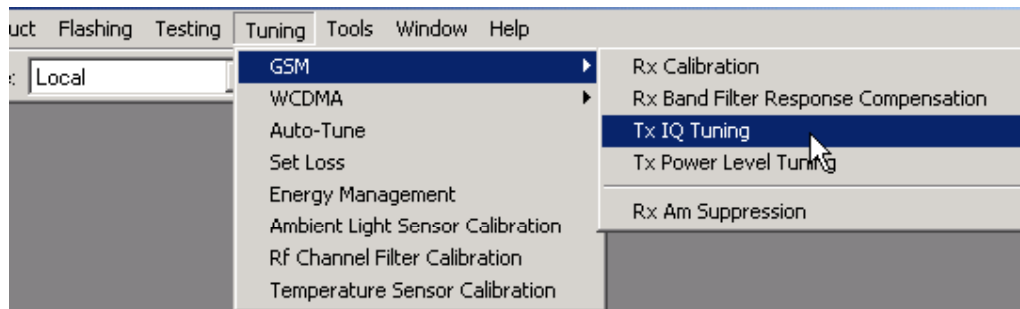 uct Flashing Testing Tuning Tools Window Help
: Local
GSM
WCDMA
Auto-Tune
Set Loss
Energy Management
Ambient Light Sensor Calibration
Rf Channel Filter Calibration
Temperature Sensor Calibration
Rx Calibration
Rx Band Filter Response Compensation
Tx IQ Tuning
Tx Power Level Tuning
Rx Am Suppression